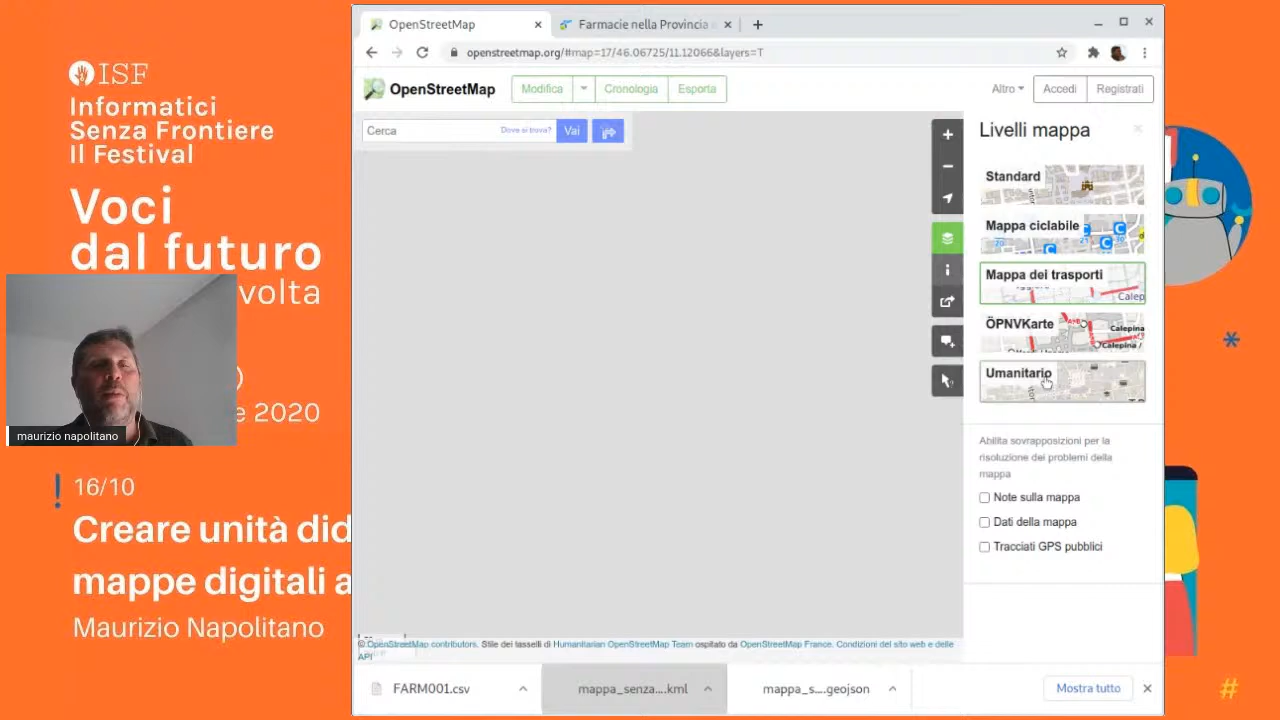 ISF
Informatici
Senza Frontiere
Il Festival
Voci
dal futuro
volta
)
e 2020
maurizio napolitano
! 16/10
Creare unità did
mappe digitali a
Maurizio Napolitano
OpenStreetMap
Farmacie nella Provincia
openstreetmap.org/#map=17/46.06725/11.12066&layers=T
OpenStreetMap
Modifica
Cronologia
Esporta
Altro
Accedi
Registrati
Cerca
Dove si trova?
Vai
Livelli mappa
Standard
Mappa ciclabile
Mappa dei trasporti
Calep
ÖPNVKarte
Calepina
Calepina /
Umanitario
Abilita sovrapposizioni per la
risoluzione dei problemi della
mappa
Note sulla mappa
Dati della mappa
Tracciati GPS pubblici
© OpenStreetMap contributors. Stile dei tasselli di Humanitarian OpenStreetMap Team ospitato da OpenStreetMap France. Condizioni del sito web e delle
API
FARM001.csv
mappa_senza....kml
mappa_s....geojson
Mostra tutto
*
#